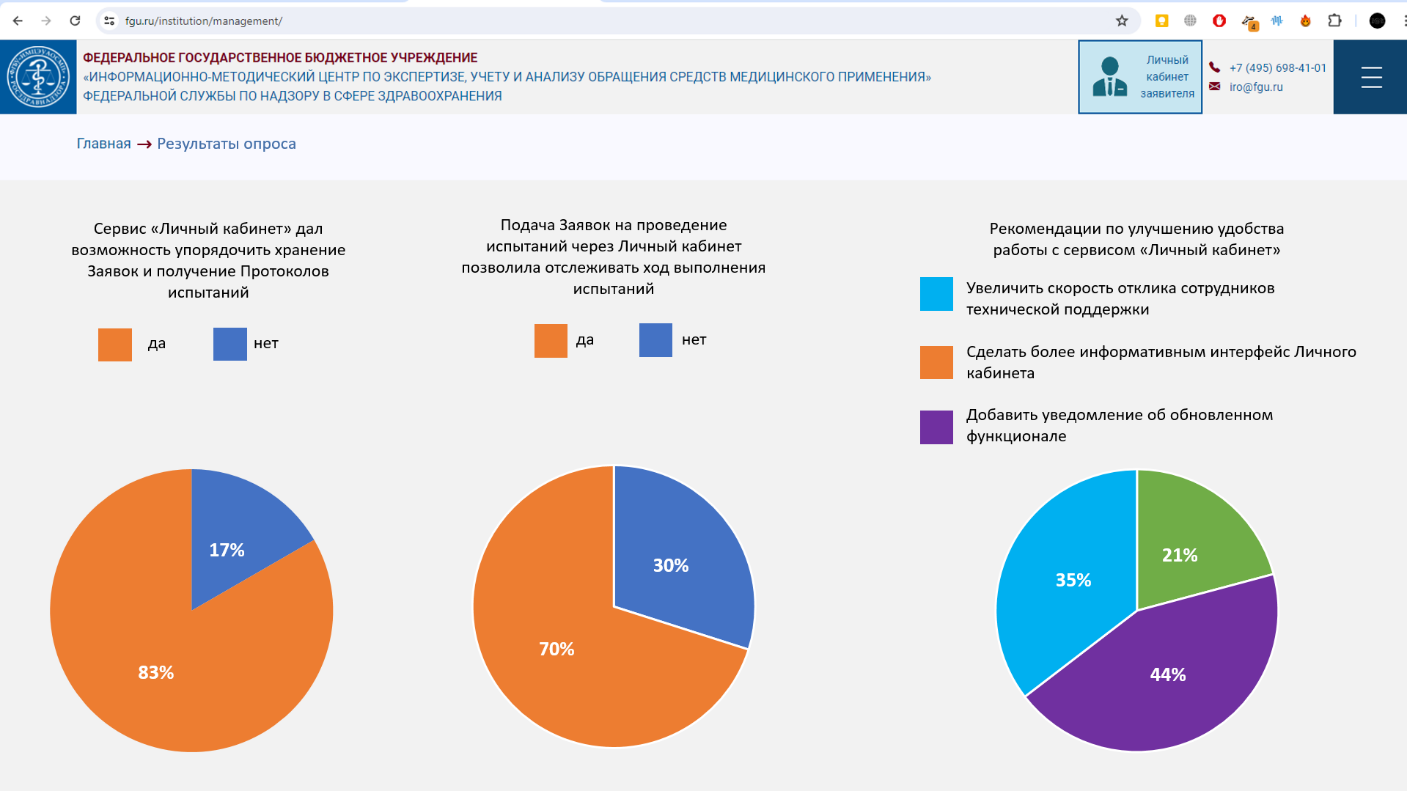 fgu.ru/institution/management/
4
ФЕДЕРАЛЬНОЕ ГОСУДАРСТВЕННОЕ БЮДЖЕТНОЕ УЧРЕЖДЕНИЕ
«ИНФОРМАЦИОННО-МЕТОДИЧЕСКИЙ ЦЕНТР ПО ЭКСПЕРТИЗЕ, УЧЕТУ И АНАЛИЗУ ОБРАЩЕНИЯ СРЕДСТВ МЕДИЦИНСКОГО ПРИМЕНЕНИЯ»
ФЕДЕРАЛЬНОЙ СЛУЖБЫ ПО НАДЗОРУ В СФЕРЕ ЗДРАВООХРАНЕНИЯ
Личный
кабинет
заявителя
+7 (495) 698-41-01
iro@fgu.ru
Главная → Результаты опроса
Сервис «Личный кабинет» дал
возможность упорядочить хранение
Заявок и получение Протоколов
испытаний
да нет
17%
83%
Подача Заявок на проведение
испытаний через Личный кабинет
позволила отслеживать ход выполнения
испытаний
да нет
30%
70%
Рекомендации по улучшению удобства
работы с сервисом «Личный кабинет»
Увеличить скорость отклика сотрудников
технической поддержки
Сделать более информативным интерфейс Личного
кабинета
Добавить уведомление об обновленном
функционале
21%
35%
44%